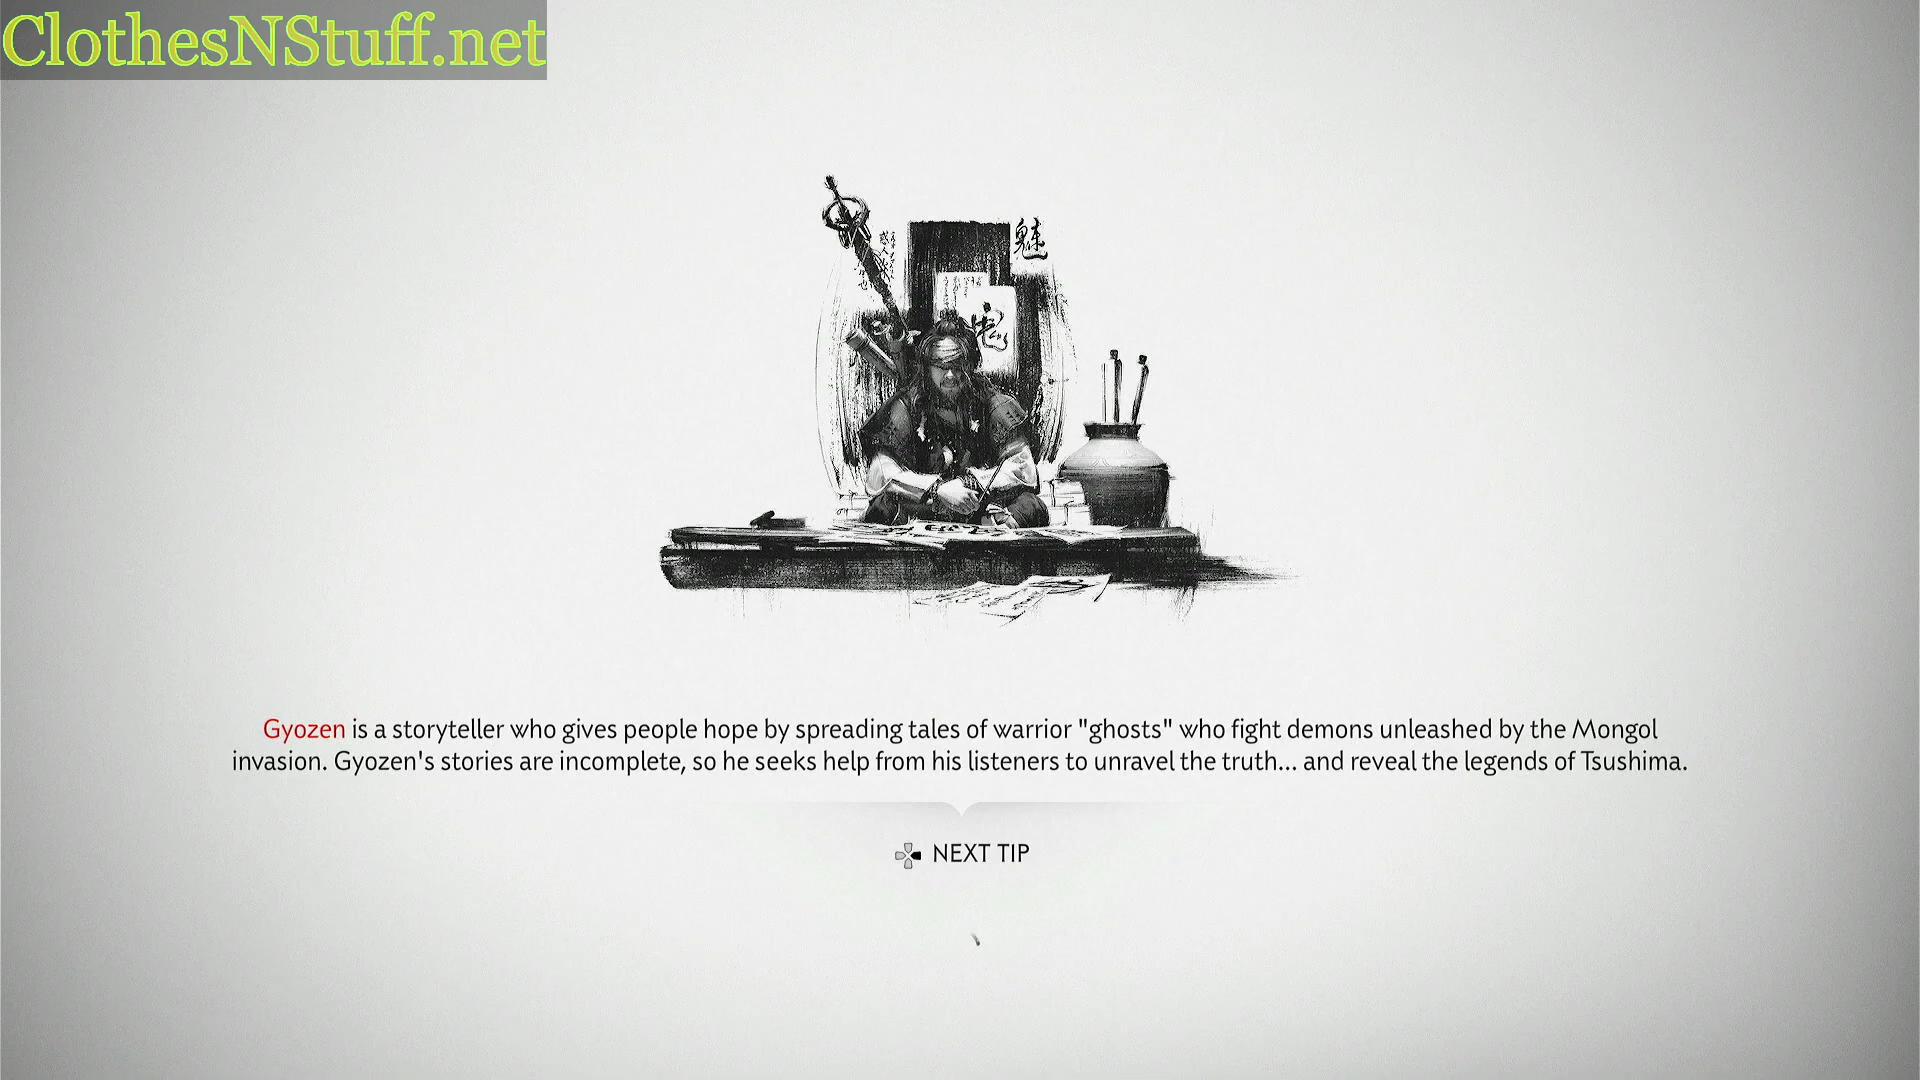 ClothesNStuff.net
魅
鬼
Gyozen is a storyteller who gives people hope by spreading tales of warrior "ghosts" who fight demons unleashed by the Mongol
invasion. Gyozen's stories are incomplete, so he seeks help from his listeners to unravel the truth... and reveal the legends of Tsushima.
NEXT TIP